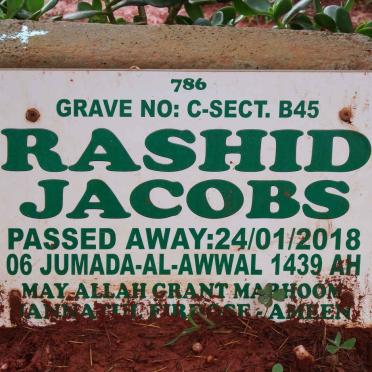 786
GRAVE NO: C-SECT. B45
RASHID
JACOBS
PASSED AWAY:24/01/2018
06 JUMADA-AL-AWWAL 1439 AH
MAY ALLAH GRANT MARHOOM
JANNATUL FIRDOSE - AMEEN